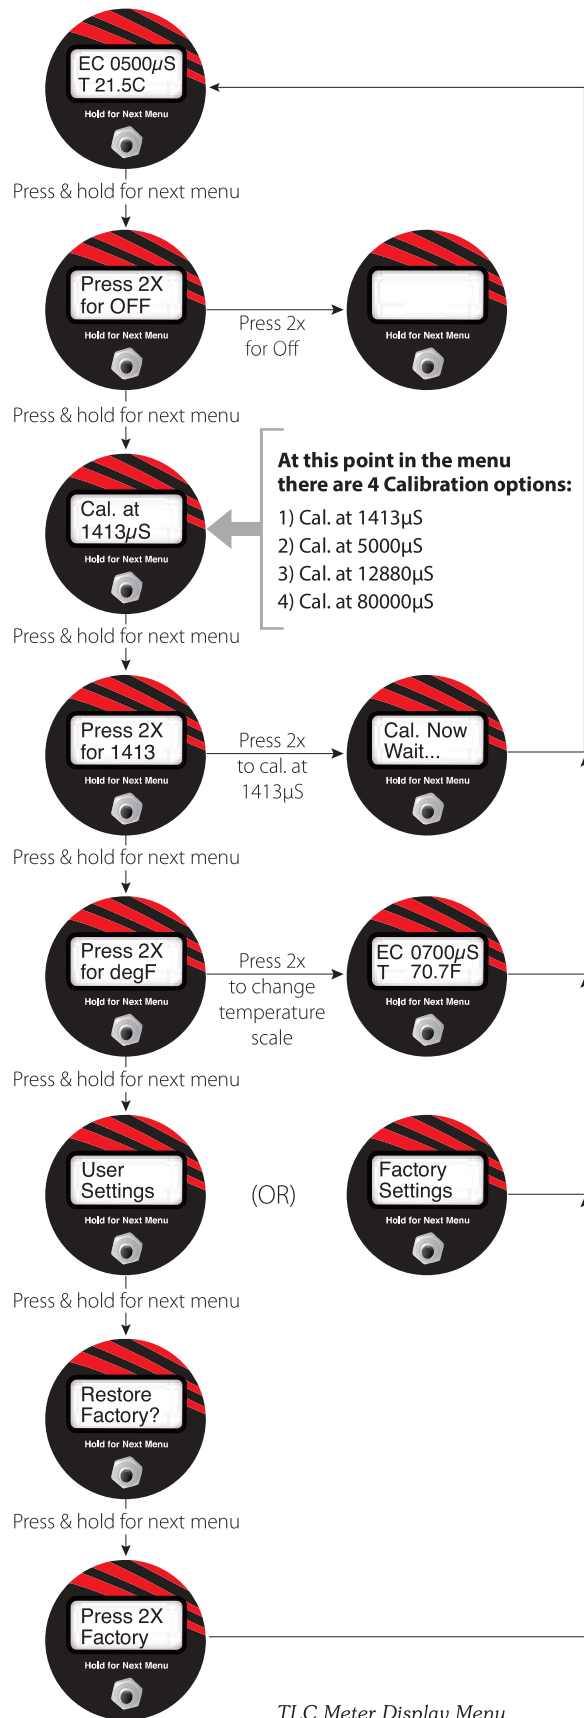 EC 0500µS
T 21.5C
Hold for Next Menu
Press & hold for next menu
Press 2X
for OFF
Hold for Next Menu
Press 2x
for Off
Hold for Next Menu
Press & hold for next menu
Cal. at
1413µS
Hold for Next Menu
At this point in the menu
there are 4 Calibration options:
1) Cal. at 1413µS
2) Cal. at 5000µS
3) Cal. at 12880µS
4) Cal. at 80000µS
Press & hold for next menu
Press 2X
for 1413
Hold for Next Menu
Press 2x
to cal. at
1413µS
Cal. Now
Wait...
Hold for Next Menu
Press & hold for next menu
Press 2X
for degF
Hold for Next Menu
Press 2x
to change
temperature
scale
EC 0700µS
T 70.7F
Hold for Next Menu
Press & hold for next menu
User
Settings
Hold for Next Menu
(OR)
Factory
Settings
Hold for Next Menu
Press & hold for next menu
Restore
Factory?
Hold for Next Menu
Press & hold for next menu
Press 2X
Factory
Hold for Next Menu
TLC Meter Display Menu